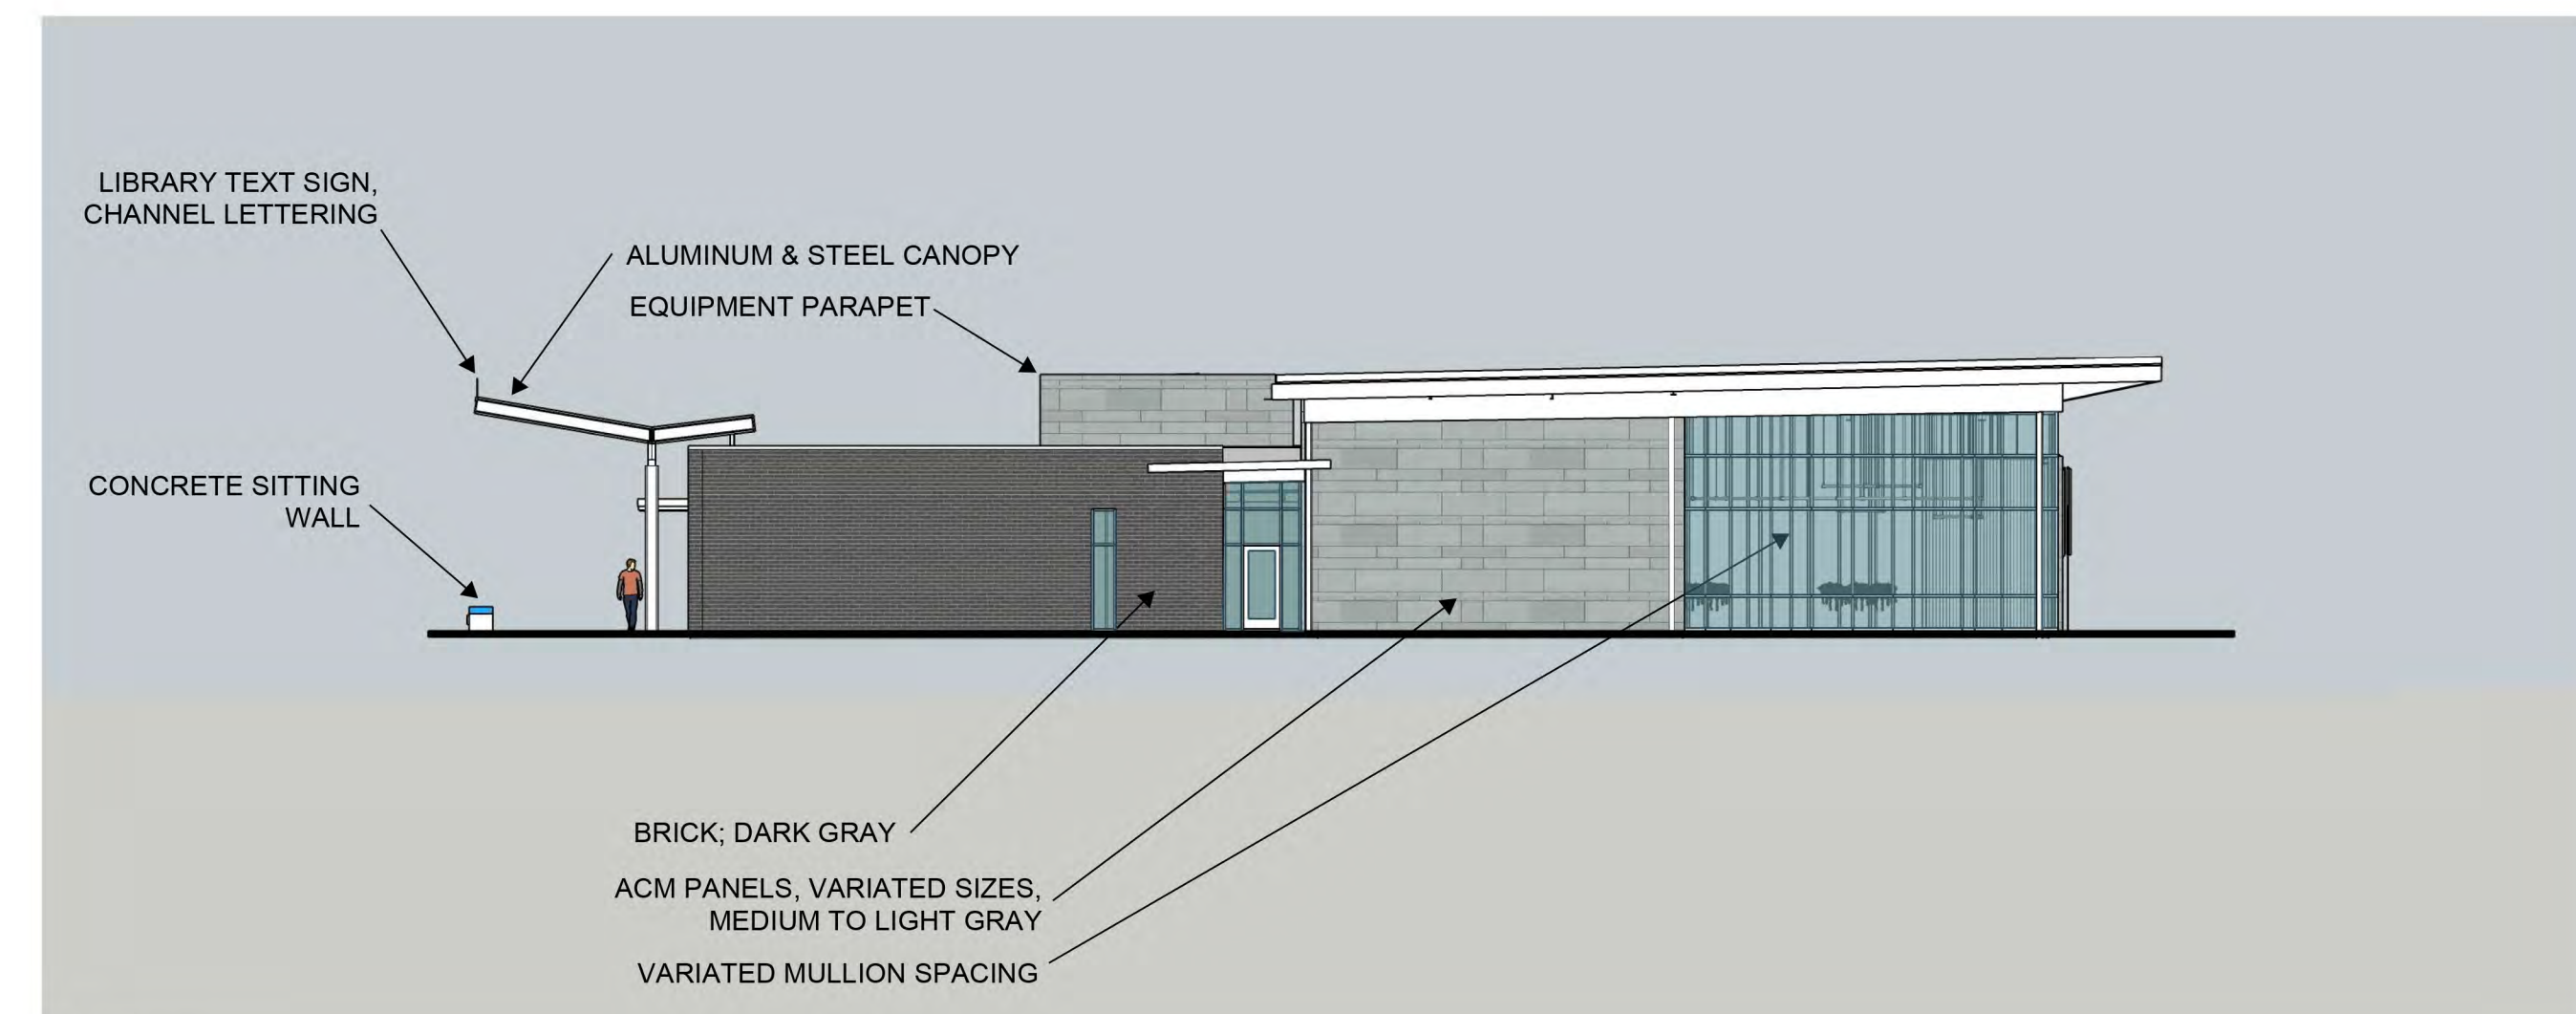 LIBRARY TEXT SIGN,
CHANNEL LETTERING
ALUMINUM & STEEL CANOPY
EQUIPMENT PARAPET
CONCRETE SITTING
WALL
BRICK; DARK GRAY
ACM PANELS, VARIATED SIZES,
MEDIUM TO LIGHT GRAY
VARIATED MULLION SPACING